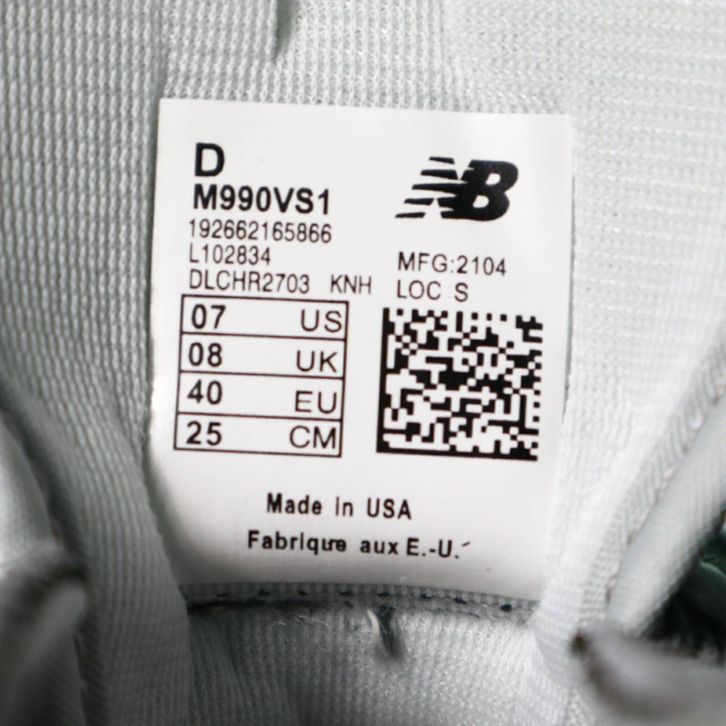 D
M990VS1
192662165866
L102834
DLCHR2703 KNH
NB
MFG:2104
LOC S
07 US
08 UK
40 EU
25 CM
Made in USA
Fabrique aux E.-U.